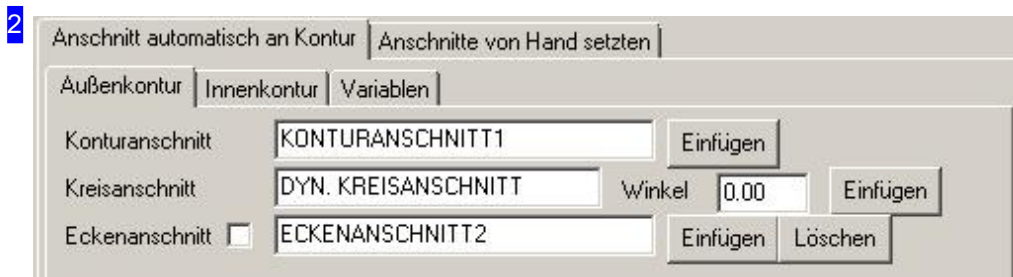 2
Anschnitt automatisch an Kontur Anschnitte von Hand setzten
Außenkontur Innenkontur Variablen
Konturanschnitt KONTURANSCHNITT1 Einfügen
Kreisanschnitt DYN. KREISANSCHNITT Winkel 0.00 Einfügen
Eckenanschnitt ECKENANSCHNITT2 Einfügen Löschen